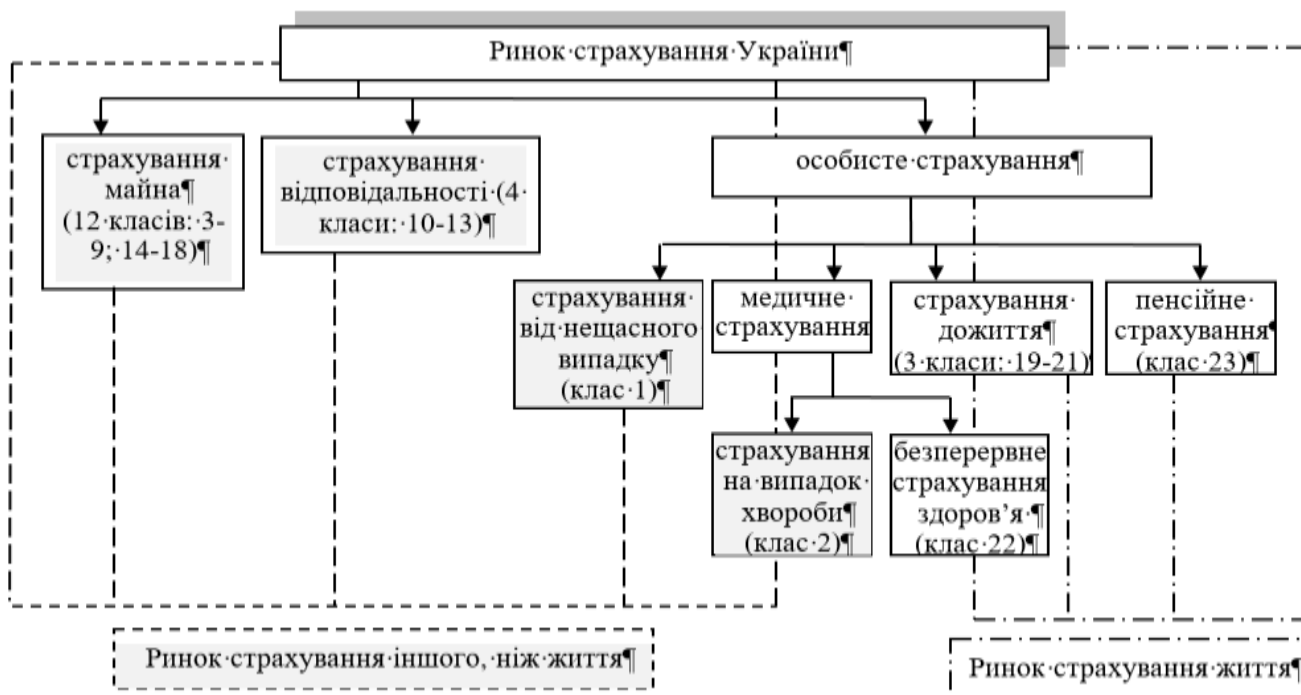 Ринок·страхування·України¶
страхування·
майна¶
(12·класів:·3-
9;·14-18)¶
страхування·
відповідальності·(4·
класи:·10-13)¶
особисте·страхування¶
страхування·
від·нещасного·
випадку¶
(клас·1)¶
медичне·
страхування
страхування·
дожиття¶
(3·класи:·19-21)
пенсійне·
страхування¶
(клас·23)¶
страхування
на·випадок·
хвороби¶
(клас·2)¶
безперервне
страхування
здоров’я·¶
(клас·22)¶
Ринок·страхування·іншого,·ніж·життя¶
Ринок·страхування·життя¶